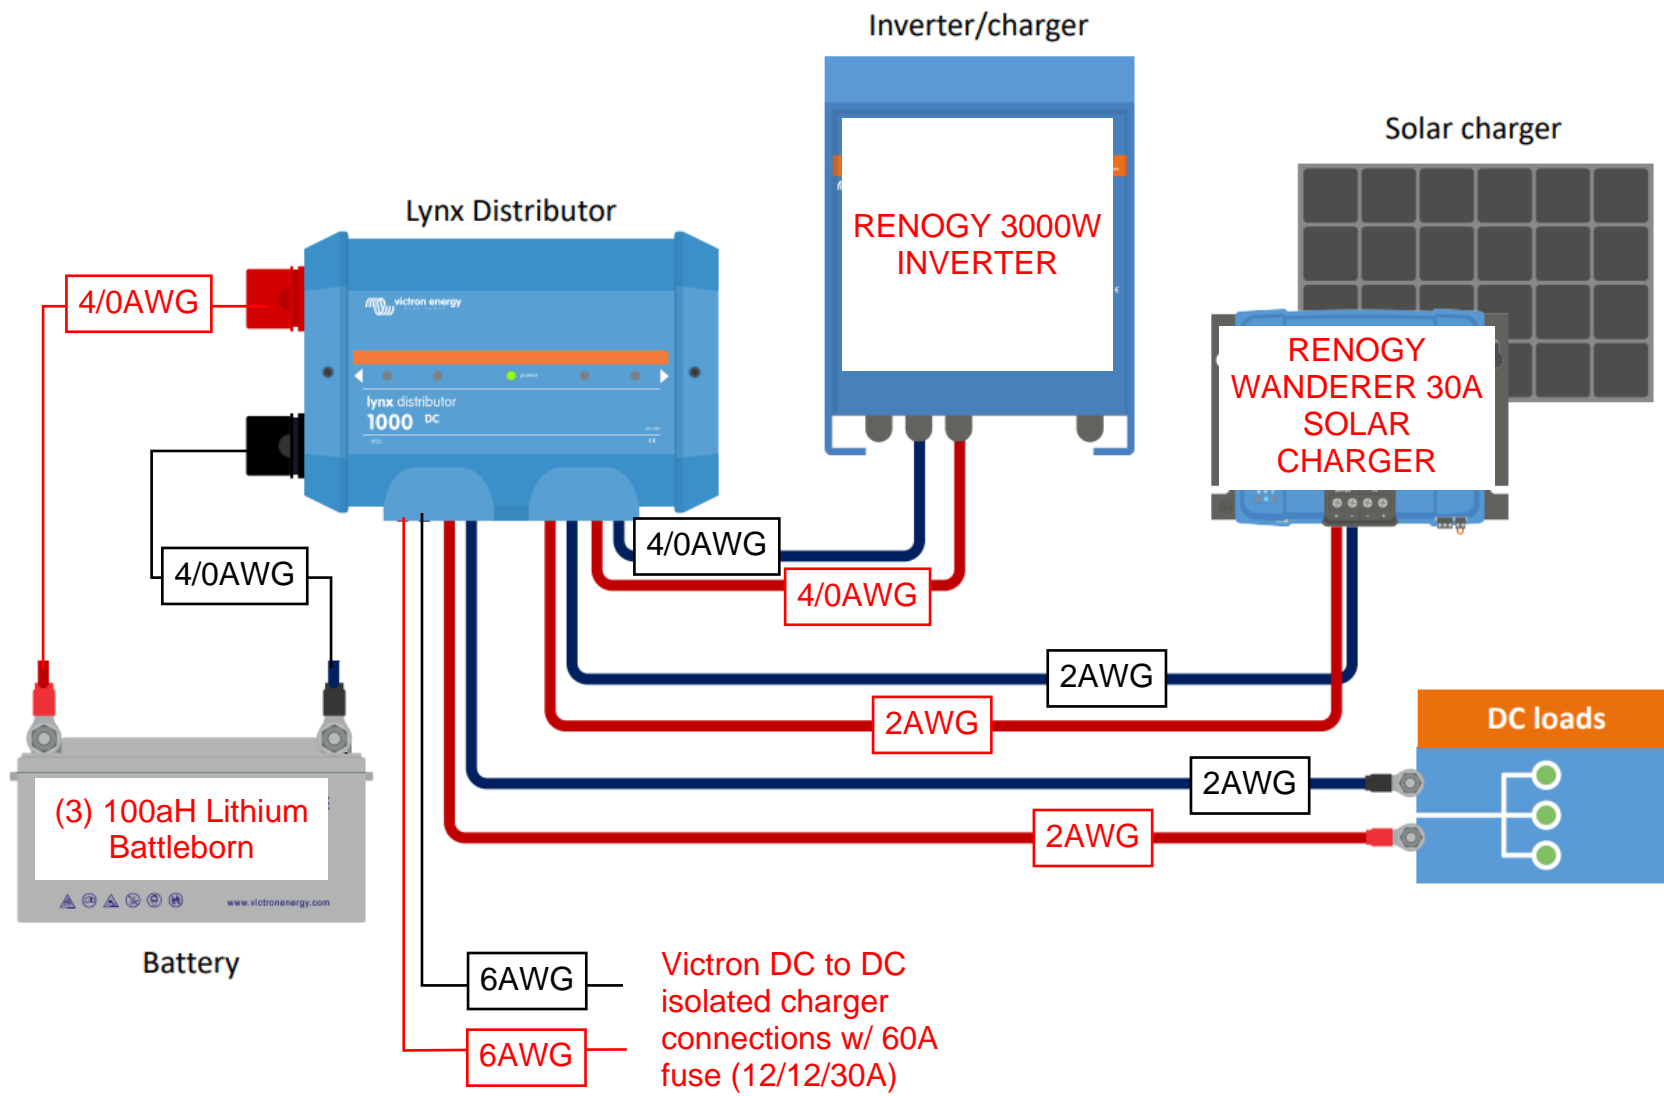 Inverter/charger
Solar charger
Lynx Distributor
RENOGY 3000W
INVERTER
4/0AWG
victron energy
RENOGY
WANDERER 30A
SOLAR
CHARGER
power
lynx distributor
1000 DC
4/0AWG
4/0AWG
4/0AWG
2AWG
2AWG
DC loads
2AWG
(3) 100aH Lithium
Battleborn
2AWG
www.victronenergy.com
Battery
6AWG
6AWG
Victron DC to DC
isolated charger
connections w/ 60A
fuse (12/12/30A)